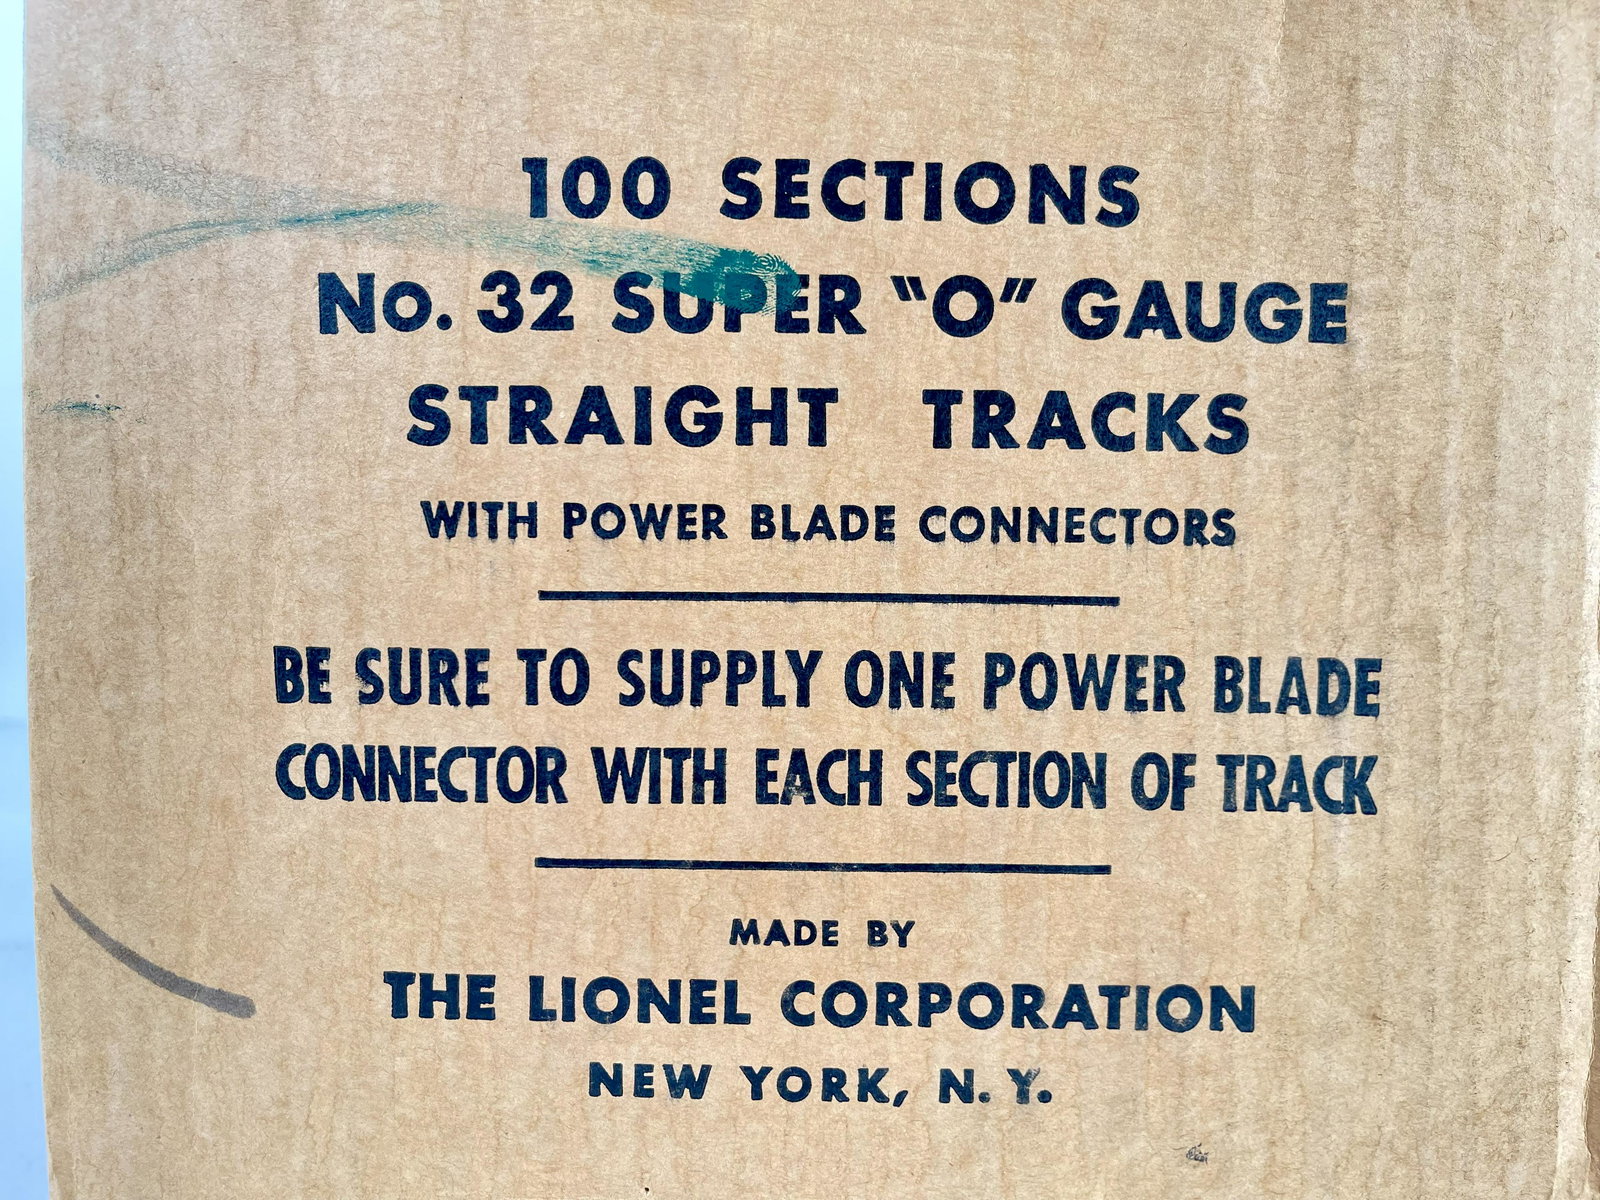 100 SECTIONS
No. 32 SUPER "O" GAUGE
STRAIGHT TRACKS
WITH POWER BLADE CONNECTORS
BE SURE TO SUPPLY ONE POWER BLADE
CONNECTOR WITH EACH SECTION OF TRACK
MADE BY
THE LIONEL CORPORATION
NEW YORK, N. Y.